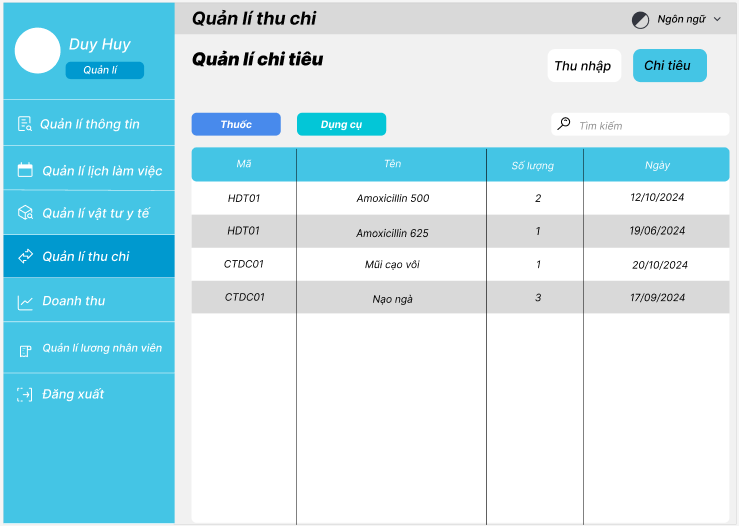 Duy Huy
Quản lí
Quản lí thông tin
Quản lí lịch làm việc
Quản lí vật tư y tế
Quản lí thu chi
Doanh thu
Quản lí lương nhân viên
Đăng xuất
Quản lí thu chi
Ngôn ngữ
Quản lí chi tiêu
Thu nhập
Chi tiêu
Thuốc
Dụng cụ
Tìm kiếm
Mã Tên Số lượng Ngày
HDT01 Amoxicillin 500 2 12/10/2024
HDT01 Amoxicillin 625 1 19/06/2024
CTDC01 Mũi cạo vôi 1 20/10/2024
CTDC01 Nạo ngà 3 17/09/2024